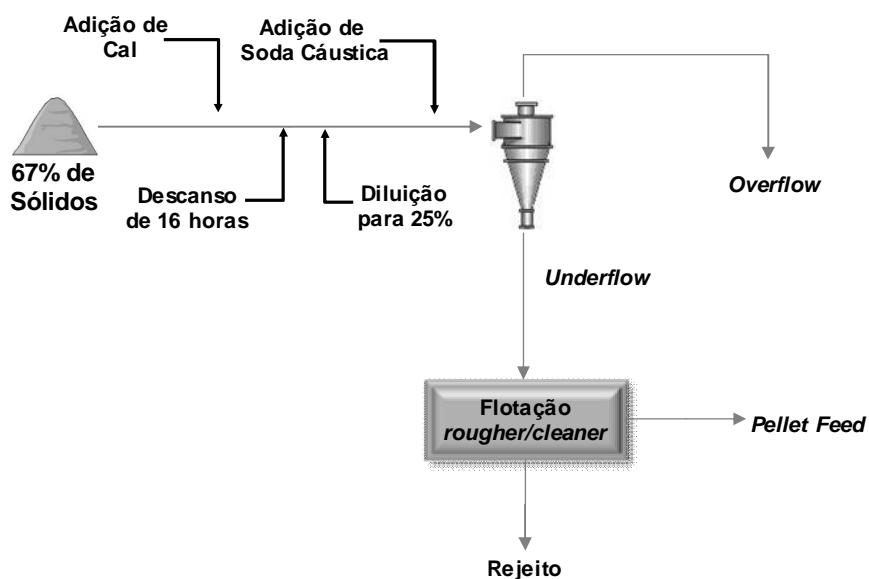 Adição de
Cal
Adição de
Soda Cáustica
67% de
Sólidos
Descanso
de 16 horas
Diluição
para 25%
Overflow
Underflow
Flotação
rougher/cleaner
Pellet Feed
Rejeito